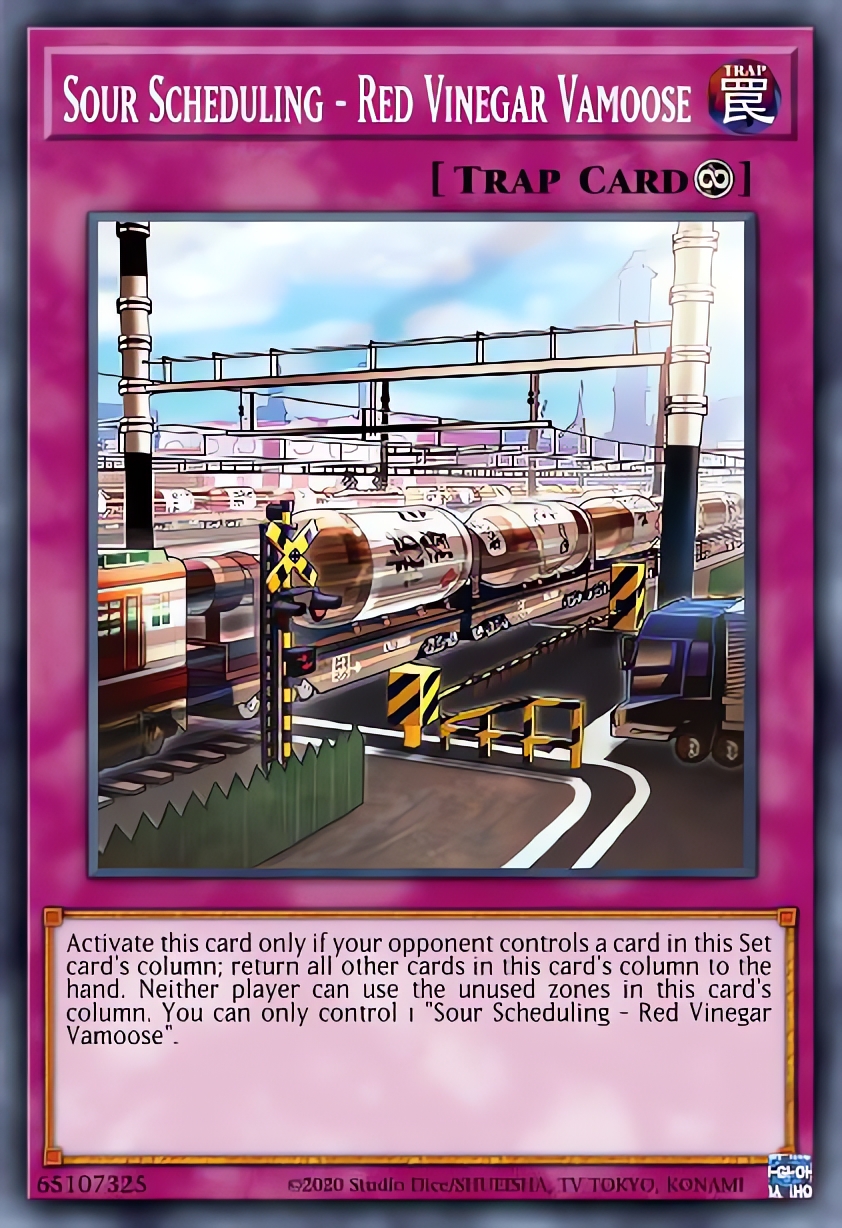 SOUR SCHEDULING - RED VINEGAR VAMOOSE
TRAP
罠
[TRAP CARD]
Activate this card only if your opponent controls a card in this Set
card's column; return all other cards in this card's column to the
hand. Neither player can use the unused zones in this card's
column. You can only control 1 "Sour Scheduling - Red Vinegar
Vamoose".
65107325
©2020 Studio Dice/SHUEISHA, TV TOKYO, KONAMI